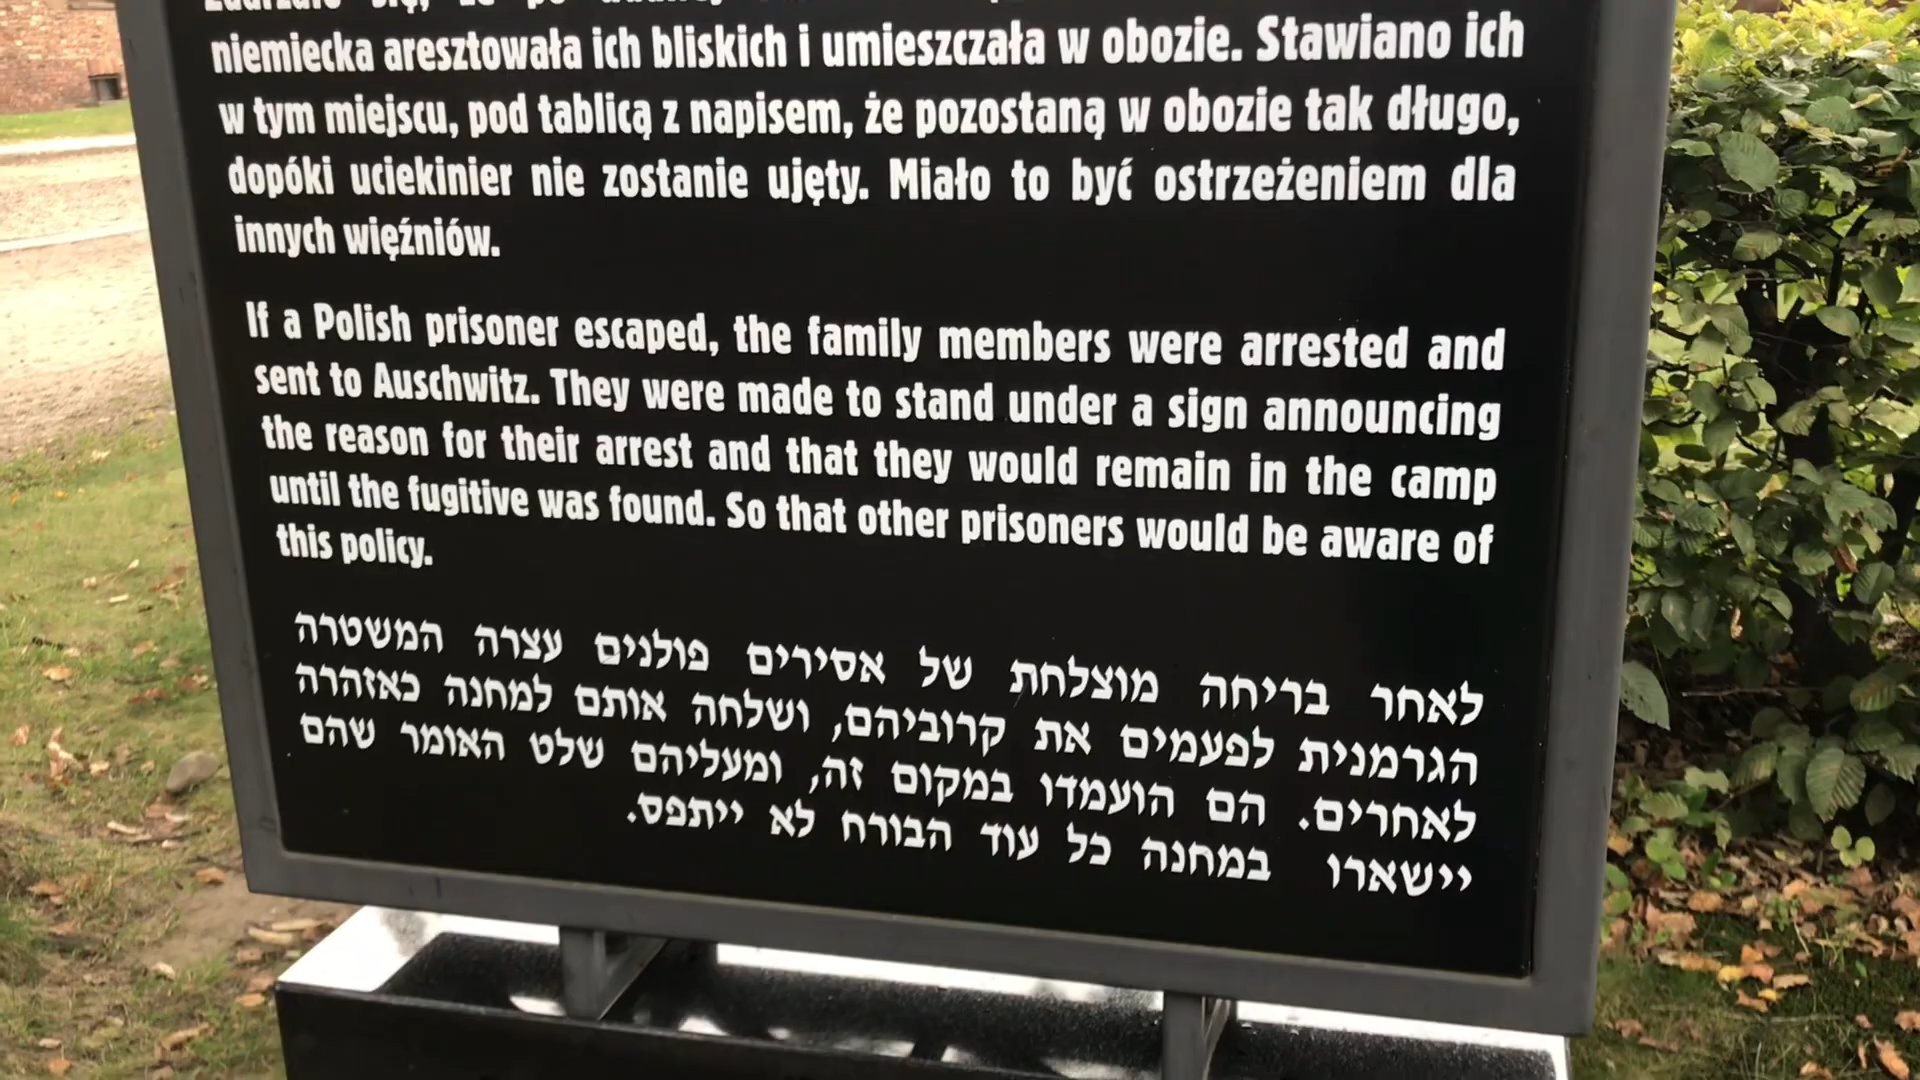 niemiecka aresztowała ich bliskich i umieszczała w obozie. Stawiano ich
w tym miejscu, pod tablicą z napisem, że pozostaną w obozie tak długo,
dopóki uciekinier nie zostanie ujęty. Miało to być ostrzeżeniem dla
innych więźniów.
If a Polish prisoner escaped, the family members were arrested and
sent to Auschwitz. They were made to stand under a sign announcing
the reason for their arrest and that they would remain in the camp
until the fugitive was found. So that other prisoners would be aware of
this policy.
לאחר בריחה מוצלחת של אסירים פולנים עצרה המשטרה
הגרמנית לפעמים את קרוביהם, ושלחה אותם למחנה כאזהרה
לאחרים. הם הועמדו במקום זה, ומעליהם שלט האומר שהם
יישארו במחנה כל עוד הבורח לא ייתפס.